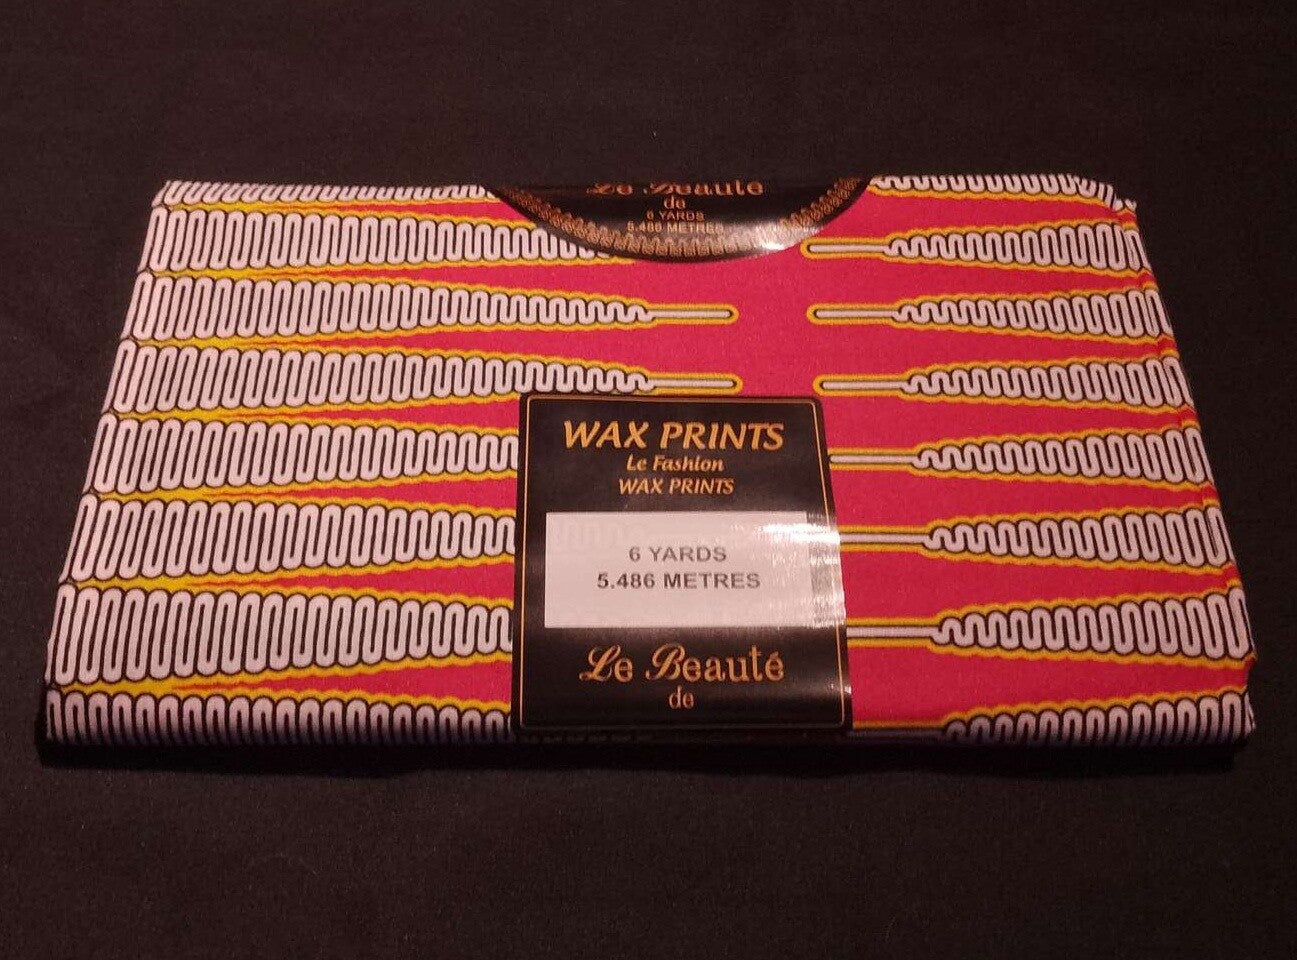 Le Beauté
de
6 YARDS
5.486 METRES
WAX PRINTS
Le Fashion
WAX PRINTS
6 YARDS
5.486 METRES
Le Beauté
de